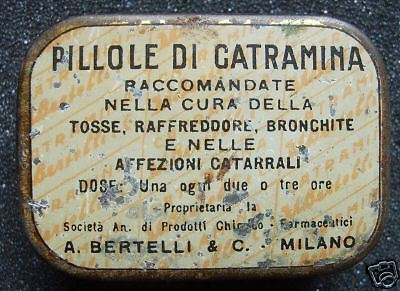 PILLOLE DI CATRAMINA
RACCOMANDATE
NELLA CURA DELLA
TOSSE, RAFFREDDORE, BRONCHITE
E NELLE
AFFEZIONI CATARRALI
DOSE: Una ogni due o tre ore
Proprietaria la
Società An. di Prodotti Chimico - Farmaceutici
A. BERTELLI & C. - MILANO